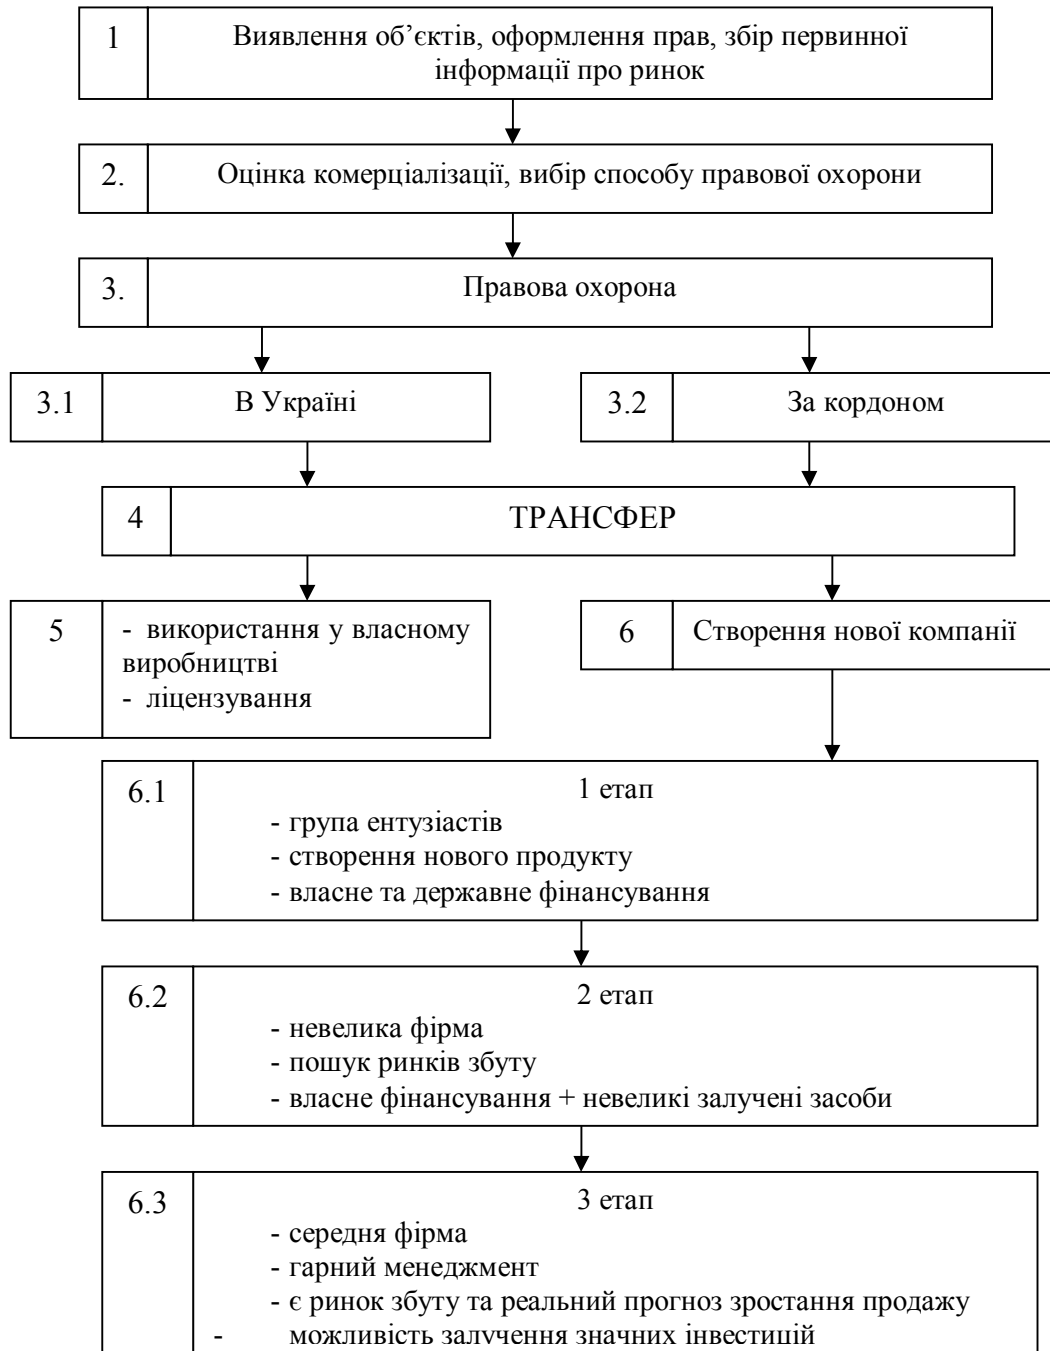 1
Виявлення об’єктів, оформлення прав, збір первинної
інформації про ринок
2.
Оцінка комерціалізації, вибір способу правової охорони
3.
Правова охорона
3.1
В Україні
3.2
За кордоном
4
ТРАНСФЕР
5
- використання у власному
виробництві
- ліцензування
6
Створення нової компанії
6.1
1 етап
- група ентузіастів
- створення нового продукту
- власне та державне фінансування
6.2
2 етап
- невелика фірма
- пошук ринків збуту
- власне фінансування + невеликі залучені засоби
6.3
3 етап
- середня фірма
- гарний менеджмент
- є ринок збуту та реальний прогноз зростання продажу
- можливість залучення значних інвестицій